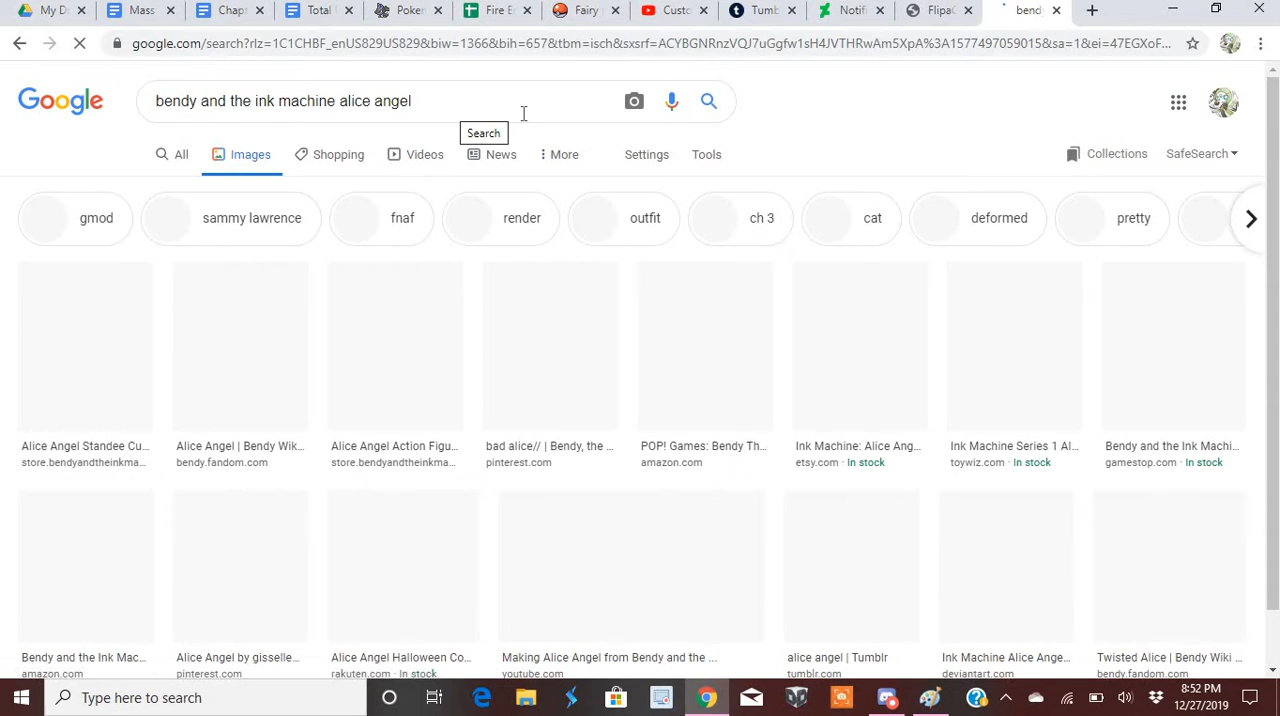 My D
Mass
Chapt
Total
Poker
Fire E
Fairy
Custo
Tumb
Notifi
FlipaC
bendy
google.com/search?rlz=1C1CHBF_enUS829US829&biw=1366&bih=657&tbm=isch&sxsrf=ACYBGNRnzVQJ7uGgfw1sH4JVTHRwAm5XpA%3A1577497059015&sa=1&ei=47EGXoF...
Google
bendy and the ink machine alice angel
Search
All
Images
Shopping
Videos
News
More
Settings
Tools
Collections
SafeSearch
gmod
sammy lawrence
fnaf
render
outfit
ch 3
cat
deformed
pretty
Alice Angel Standee Cu...
Alice Angel | Bendy Wik...
Alice Angel Action Figu...
bad alice// | Bendy, the ...
POP! Games: Bendy Th...
Ink Machine: Alice Ang...
Ink Machine Series 1 Al...
Bendy and the Ink Machi...
store.bendyandtheinkma...
bendy.fandom.com
store.bendyandtheinkma...
pinterest.com
amazon.com
etsy.com · In stock
toywiz.com · In stock
gamestop.com · In stock
Bendy and the Ink Mac...
Alice Angel by gisselle...
Alice Angel Halloween Co...
Making Alice Angel from Bendy and the ...
alice angel | Tumblr
Ink Machine Alice Ange...
Twisted Alice | Bendy Wiki ...
amazon.com
pinterest.com
rakuten.com · In stock
youtube.com
tumblr.com
deviantart.com
bendy.fandom.com
Type here to search
8:52 PM
12/27/2019